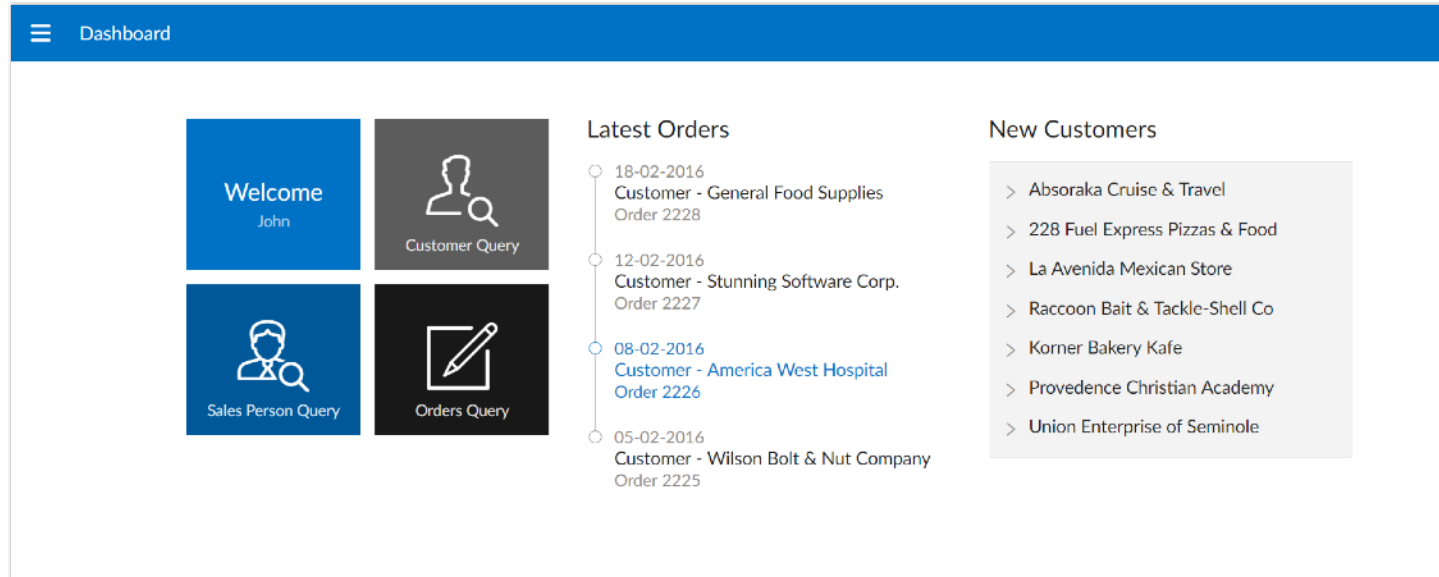 Dashboard
Welcome
John
Customer Query
Sales Person Query
Orders Query
Latest Orders
18-02-2016
Customer - General Food Supplies
Order 2228
12-02-2016
Customer - Stunning Software Corp.
Order 2227
08-02-2016
Customer - America West Hospital
Order 2226
05-02-2016
Customer - Wilson Bolt & Nut Company
Order 2225
New Customers
Absoraka Cruise & Travel
228 Fuel Express Pizzas & Food
La Avenida Mexican Store
Raccoon Bait & Tackle-Shell Co
Korner Bakery Kafe
Provedence Christian Academy
Union Enterprise of Seminole